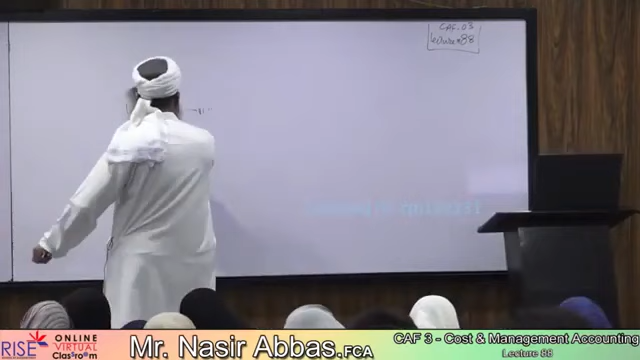 CAF-03
Lecture 88
RISE
ONLINE
VIRTUAL
Classroom
Mr. Nasir Abbas.FCA
CAF 3 - Cost & Management Accounting
Lecture 88